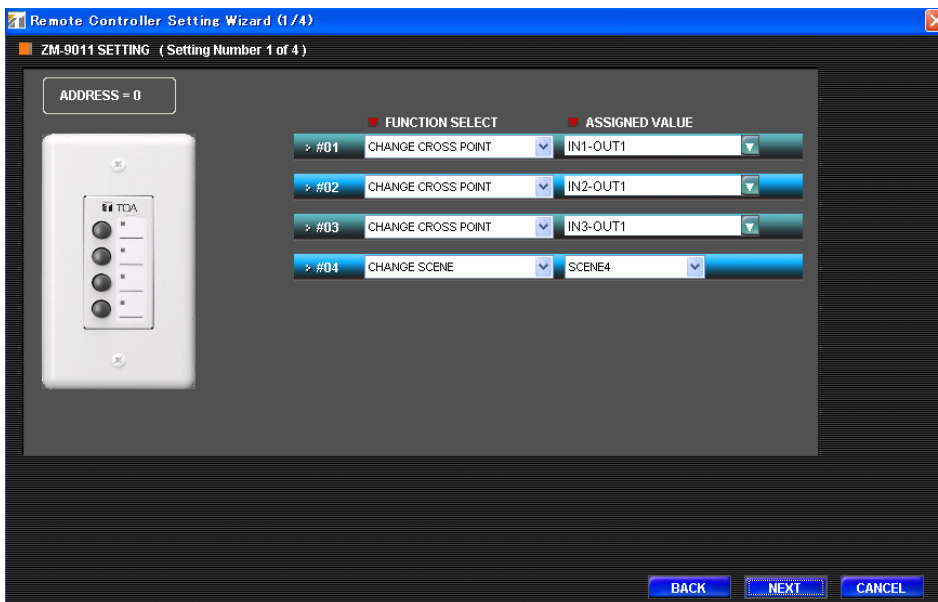 Remote Controller Setting Wizard (1/4)
ZM-9011 SETTING ( Setting Number 1 of 4 )
ADDRESS = 0
FUNCTION SELECT ASSIGNED VALUE
#01 CHANGE CROSS POINT IN1-OUT1
#02 CHANGE CROSS POINT IN2-OUT1
#03 CHANGE CROSS POINT IN3-OUT1
#04 CHANGE SCENE SCENE4
TOA
BACK NEXT CANCEL